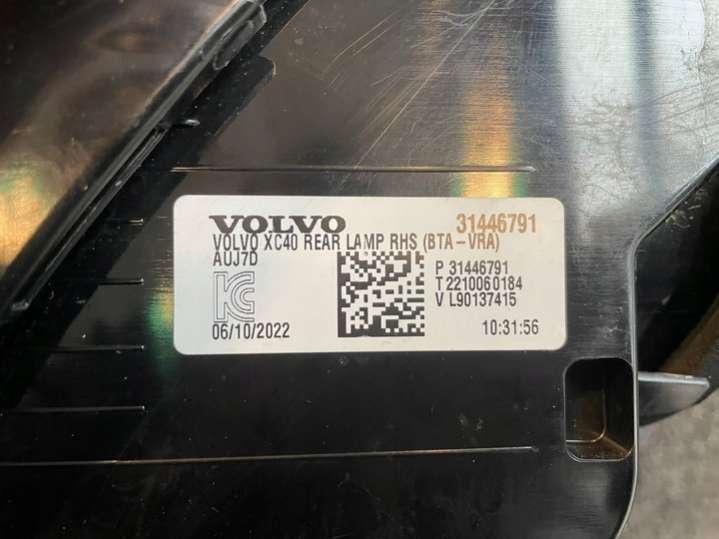 VOLVO 31446791
VOLVO XC40 REAR LAMP RHS (BTA-VRA)
AUJ7D
P 31446791
T 2210060184
V L90137415
KC
06/10/2022 10:31:56